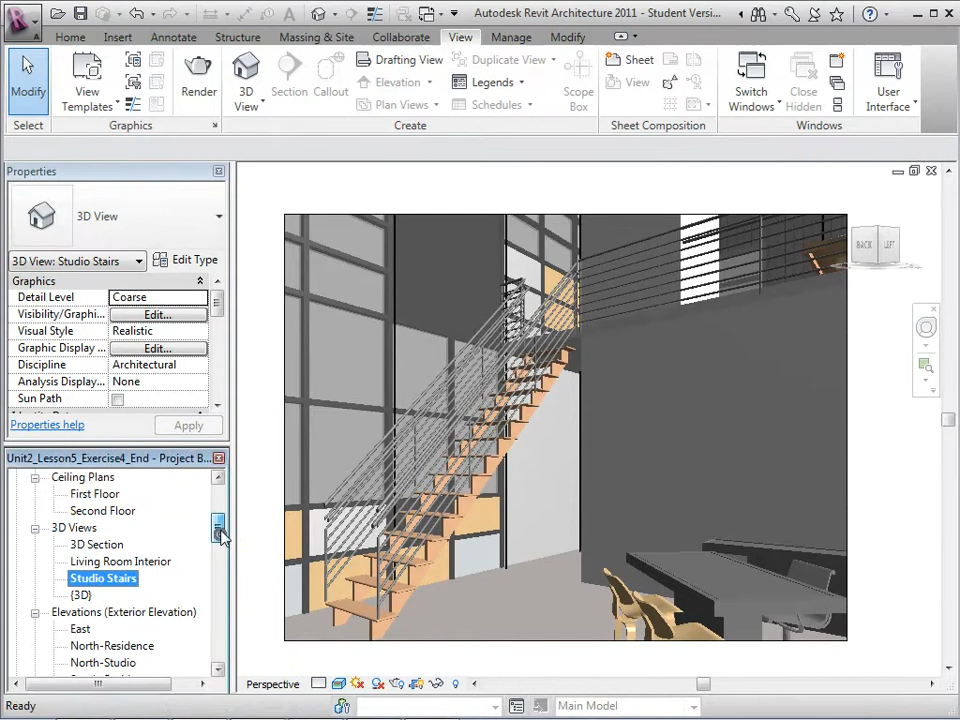 Autodesk Revit Architecture 2011 - Student Versi...
Home Insert Annotate Structure Massing & Site Collaborate View Manage Modify
Modify
View Templates
Render
3D View
Section
Callout
Drafting View
Elevation
Plan Views
Duplicate View
Legends
Schedules
Scope Box
Sheet
View
Switch Windows
Close Hidden
User Interface
Select Graphics Create Sheet Composition Windows
Properties
3D View
3D View: Studio Stairs Edit Type
Graphics
Detail Level Coarse
Visibility/Graphi... Edit...
Visual Style Realistic
Graphic Display ... Edit...
Discipline Architectural
Analysis Display... None
Sun Path
Properties help Apply
Unit2_Lesson5_Exercise4_End - Project B...
Ceiling Plans
First Floor
Second Floor
3D Views
3D Section
Living Room Interior
Studio Stairs
{3D}
Elevations (Exterior Elevation)
East
North-Residence
North-Studio
BACK LEFT
Perspective
Ready
Main Model